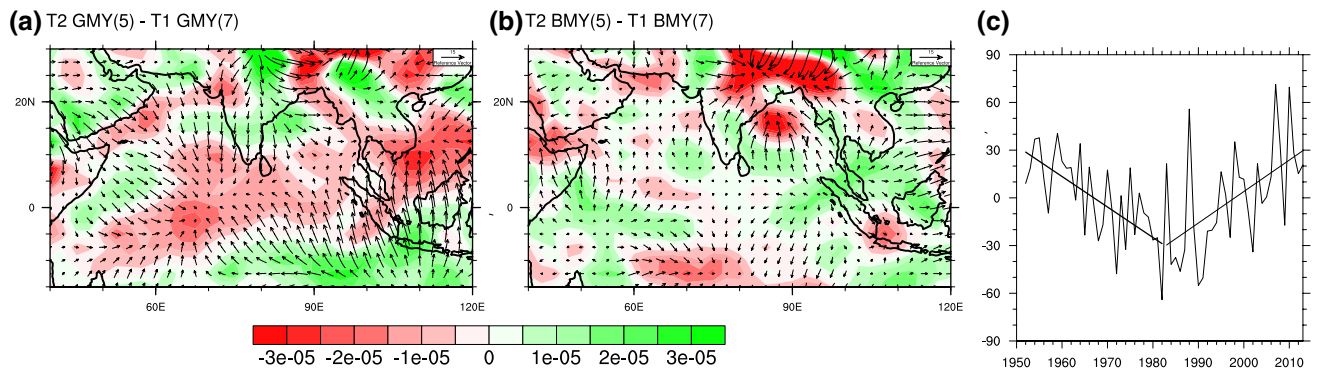 (a) T2 GMY(5) - T1 GMY(7)
15
Reference Vector
20N
0
60E 90E 120E
(b) T2 BMY(5) - T1 BMY(7)
15
Reference Vector
60E 90E 120E
-3e-05 -2e-05 -1e-05 0 1e-05 2e-05 3e-05
(c)
90
60
30
0
-30
-60
-90
1950 1960 1970 1980 1990 2000 2010